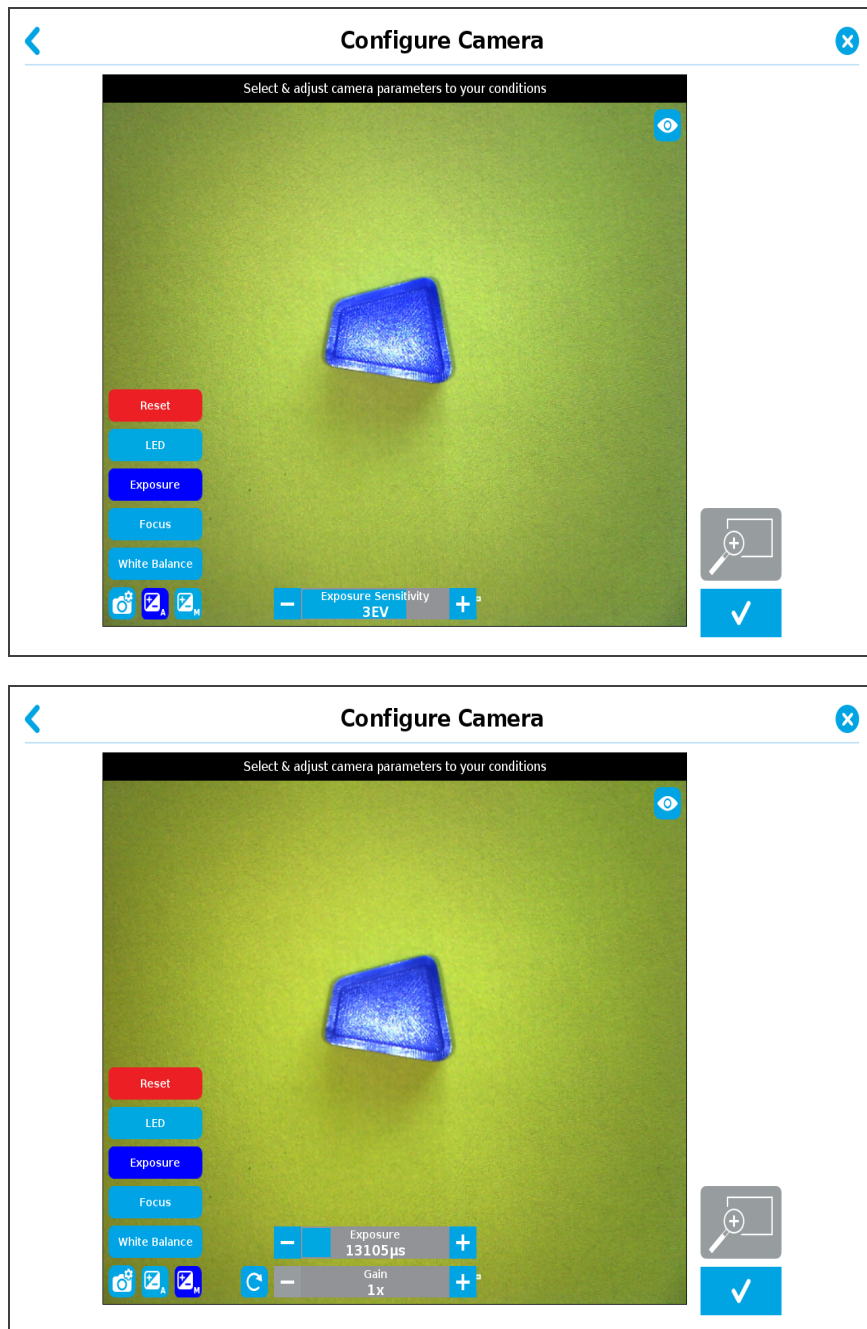 Configure Camera
Select & adjust camera parameters to your conditions
Reset
LED
Exposure
Focus
White Balance
A
M
Exposure Sensitivity
3EV
Configure Camera
Select & adjust camera parameters to your conditions
Reset
LED
Exposure
Focus
White Balance
Exposure
13105µs
A
M
Gain
1x